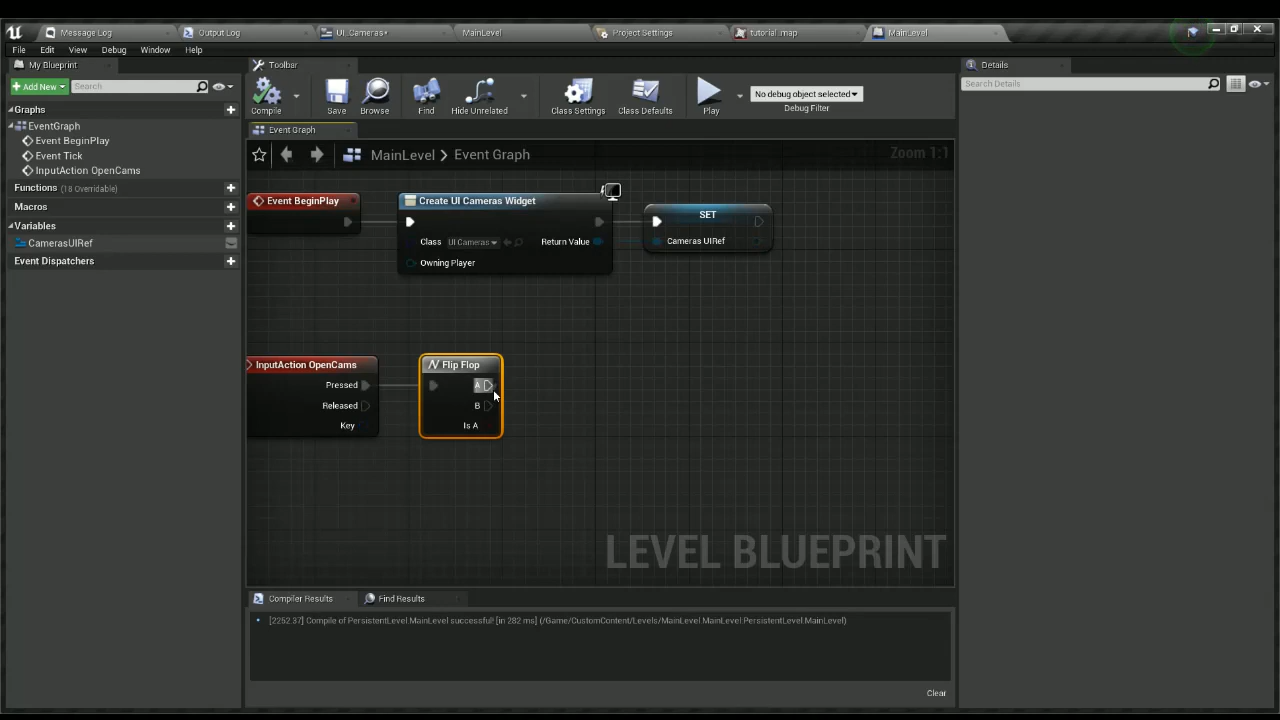 Message Log
Output Log
UI_Cameras*
MainLevel
Project Settings
tutorial map
MainLevel
File Edit View Debug Window Help
My Blueprint
Toolbar
Details
+ Add New
Search
Compile
Save
Browse
Find
Hide Unrelated
Class Settings
Class Defaults
Play
No debug object selected
Debug Filter
Search Details
Graphs
EventGraph
Event BeginPlay
Event Tick
InputAction OpenCams
Functions (18 Overridable)
Macros
Variables
CamerasUIRef
Event Dispatchers
Event Graph
MainLevel > Event Graph
Zoom 1:1
Event BeginPlay
Create UI Cameras Widget
Class UI Cameras
Return Value
Owning Player
SET
Cameras UIRef
InputAction OpenCams
Pressed
Released
Key
Flip Flop
A
B
Is A
LEVEL BLUEPRINT
Compiler Results
Find Results
[2252.37] Compile of PersistentLevel.MainLevel successful! [in 282 ms] (/Game/CustomContent/Levels/MainLevel.MainLevel:PersistentLevel.MainLevel)
Clear